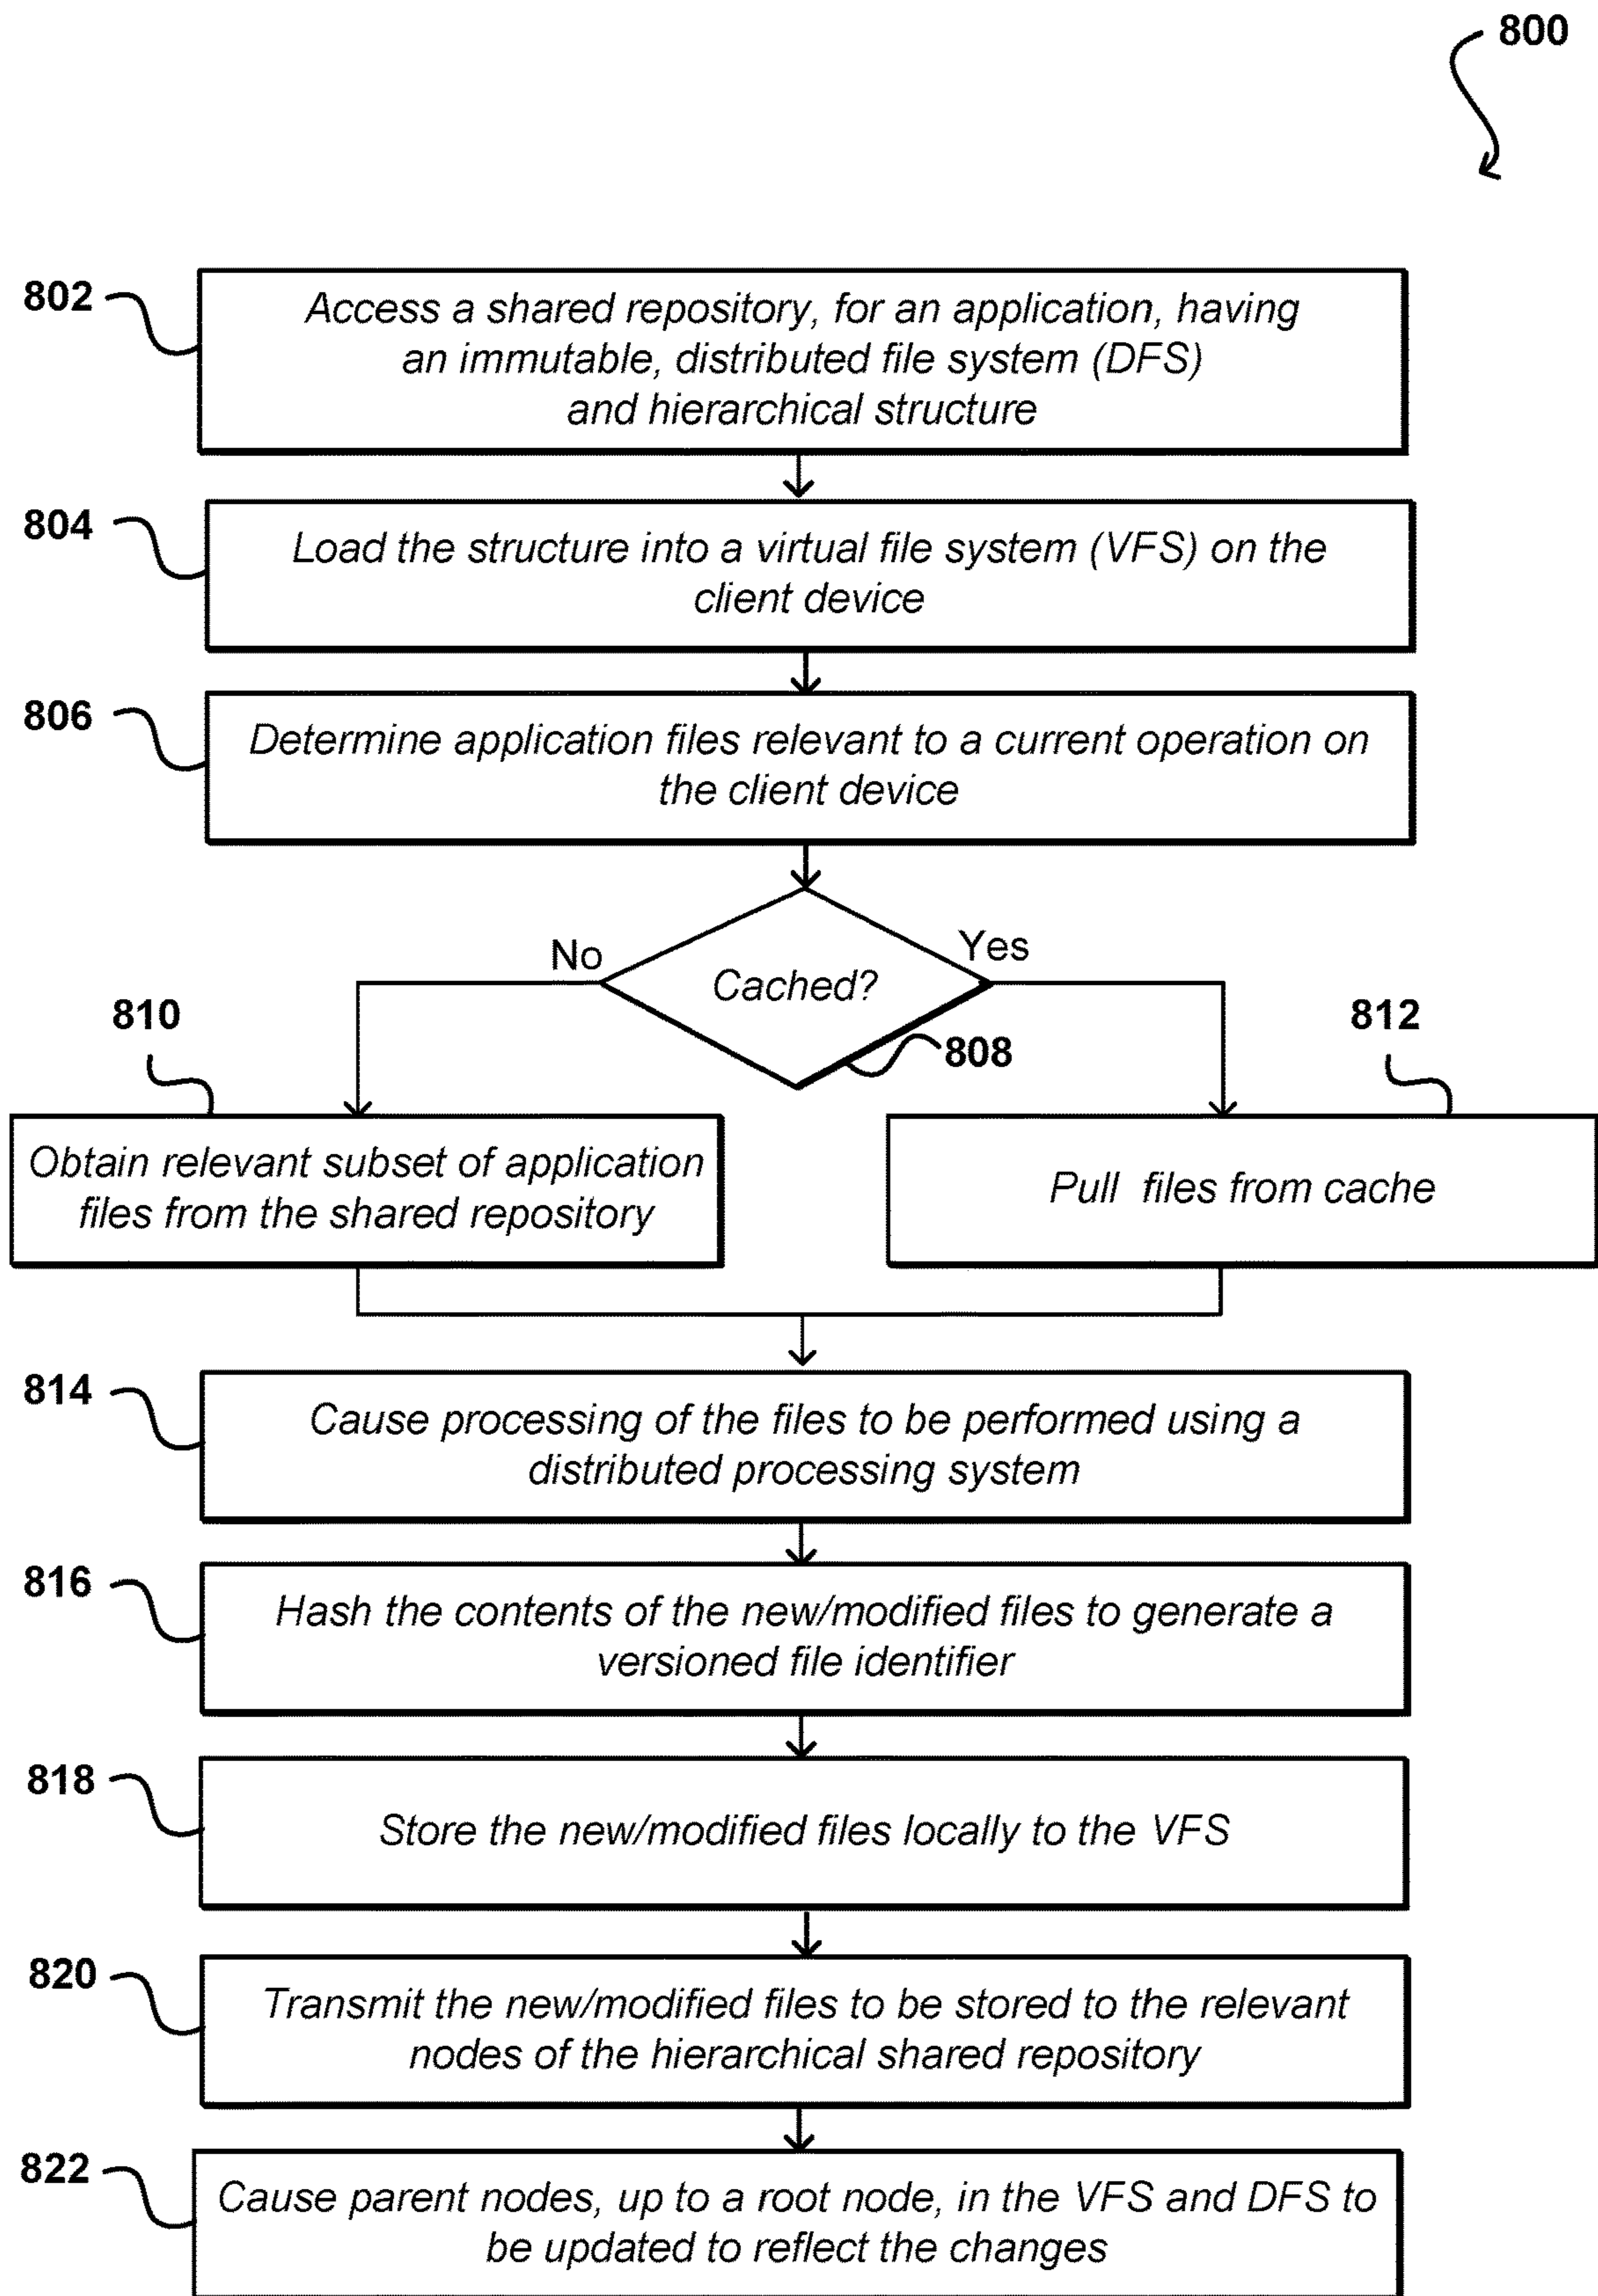 800
802
Access a shared repository, for an application, having
an immutable, distributed file system (DFS)
and hierarchical structure
804
Load the structure into a virtual file system (VFS) on the
client device
806
Determine application files relevant to a current operation on
the client device
No
Yes
Cached?
808
810
812
Obtain relevant subset of application
files from the shared repository
Pull files from cache
814
Cause processing of the files to be performed using a
distributed processing system
816
Hash the contents of the new/modified files to generate a
versioned file identifier
818
Store the new/modified files locally to the VFS
820
Transmit the new/modified files to be stored to the relevant
nodes of the hierarchical shared repository
822
Cause parent nodes, up to a root node, in the VFS and DFS to
be updated to reflect the changes